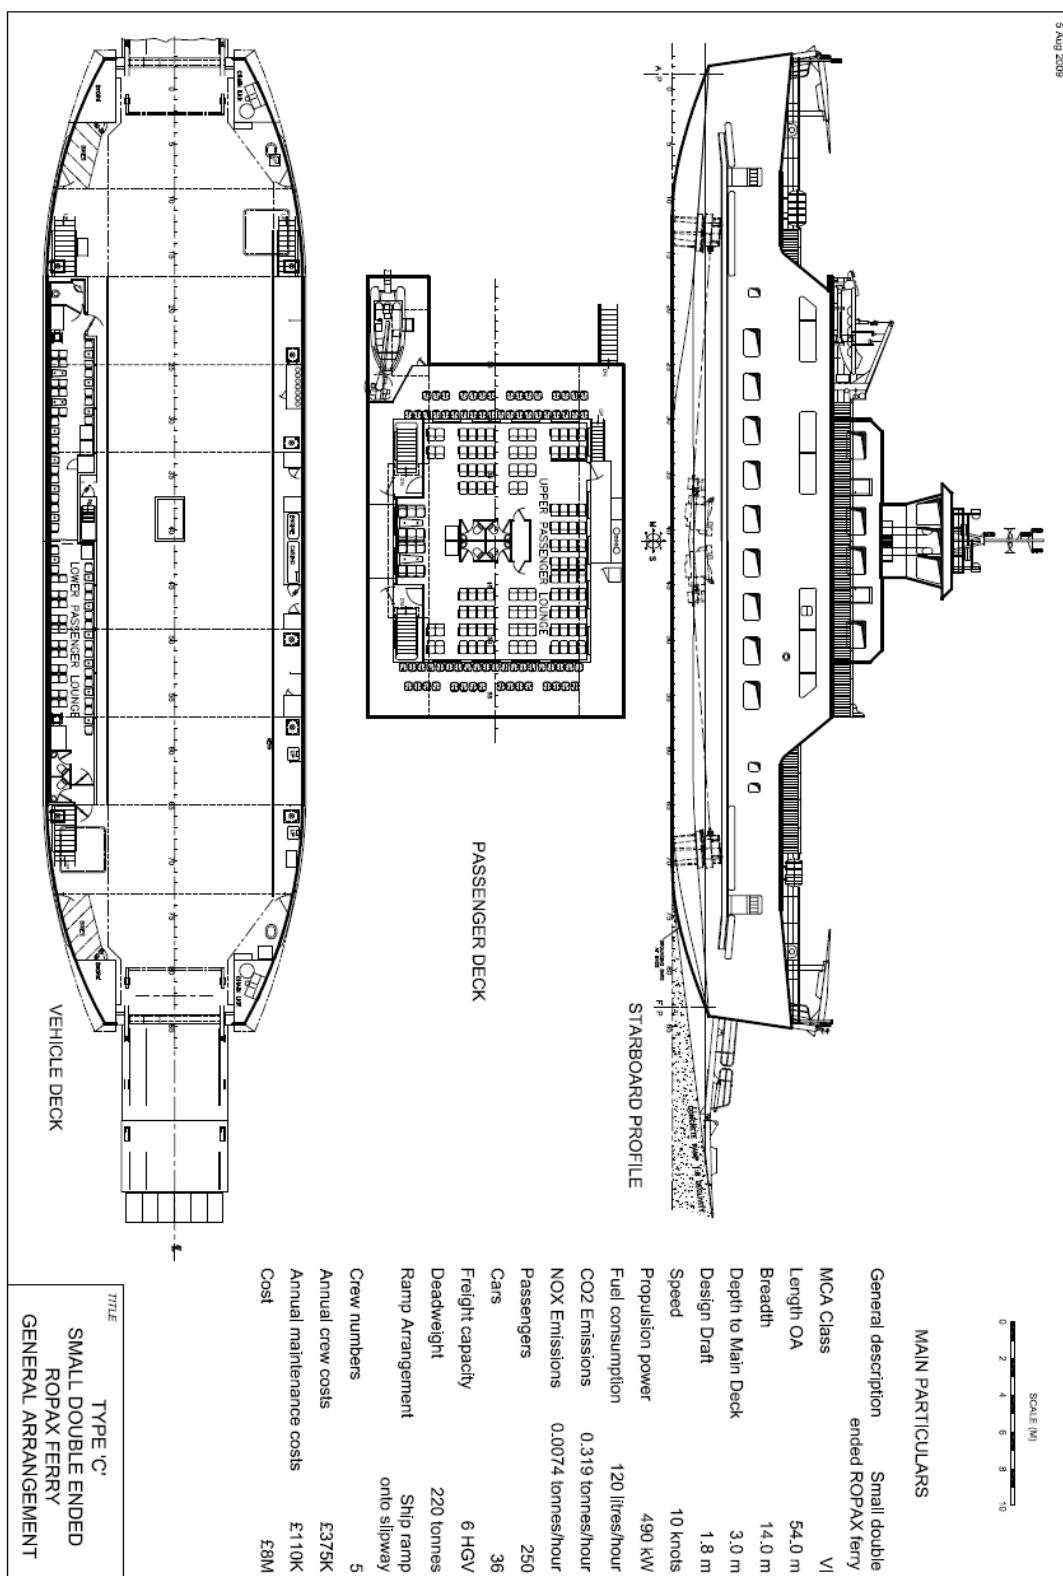 5 Aug 2009
STARBOARD PROFILE
PASSENGER DECK
UPPER PASSENGER LOUNGE
VEHICLE DECK
LOWER PASSENGER LOUNGE
SCALE (M)
0 2 4 6 8 10
MAIN PARTICULARS
General description Small double
ended ROPAX ferry
MCA Class VI
Length OA 54.0 m
Breadth 14.0 m
Depth to Main Deck 3.0 m
Design Draft 1.8 m
Speed 10 knots
Propulsion power 490 kW
Fuel consumption 120 litres/hour
CO2 Emissions 0.319 tonnes/hour
NOX Emissions 0.0074 tonnes/hour
Passengers 250
Cars 36
Freight capacity 6 HGV
Deadweight 220 tonnes
Ramp Arrangement Ship ramp
onto slipway
Crew numbers 5
Annual crew costs £375K
Annual maintenance costs £110K
Cost £8M
TITLE
TYPE 'C'
SMALL DOUBLE ENDED
ROPAX FERRY
GENERAL ARRANGEMENT